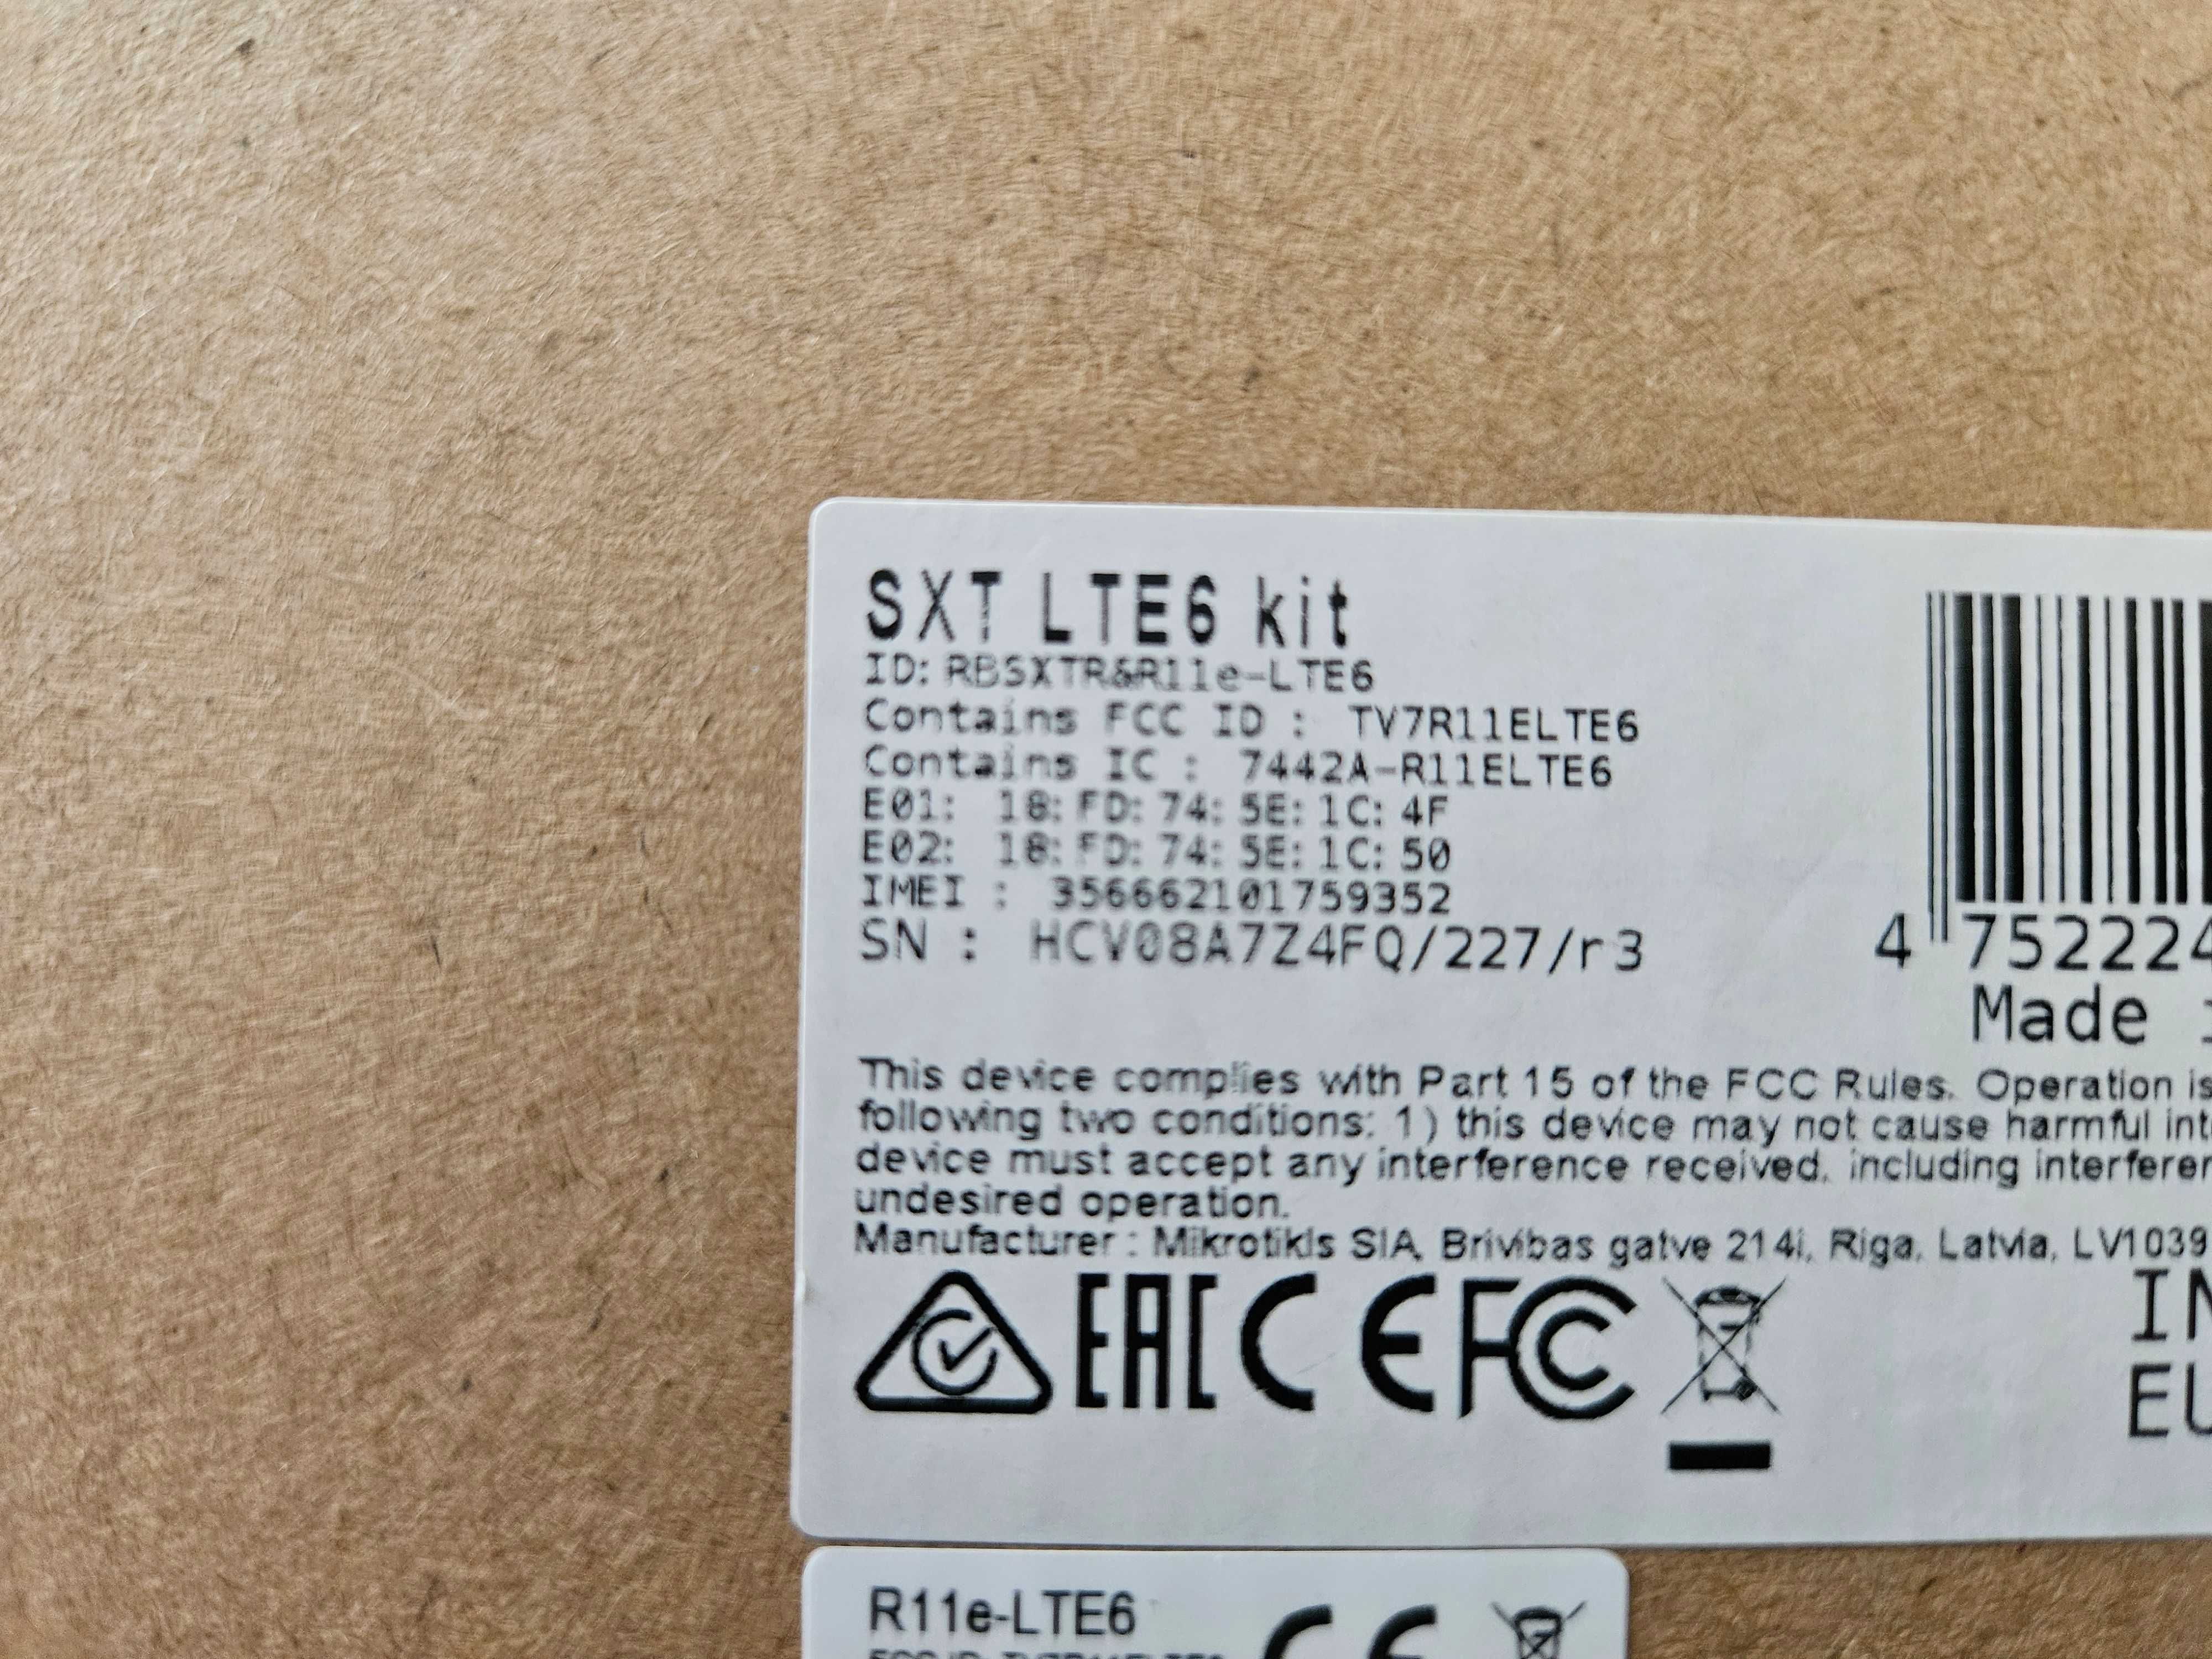 SXT LTE6 kit
ID: RBSXTR&R11e-LTE6
Contains FCC ID : TV7R11ELTE6
Contains IC : 7442A-R11ELTE6
E01: 18:FD:74:5E:1C:4F
E02: 18:FD:74:5E:1C:50
IMEI : 356662101759352
SN : HCV08A7Z4FQ/227/r3
4 752224
Made
This device complies with Part 15 of the FCC Rules. Operation is
following two conditions: 1) this device may not cause harmful
device must accept any interference received, including
undesired operation.
Manufacturer : Mikrotikls SIA, Brivibas gatve 214i, Riga, Latvia, LV1039
EAC CE FC
R11e-LTE6
CE